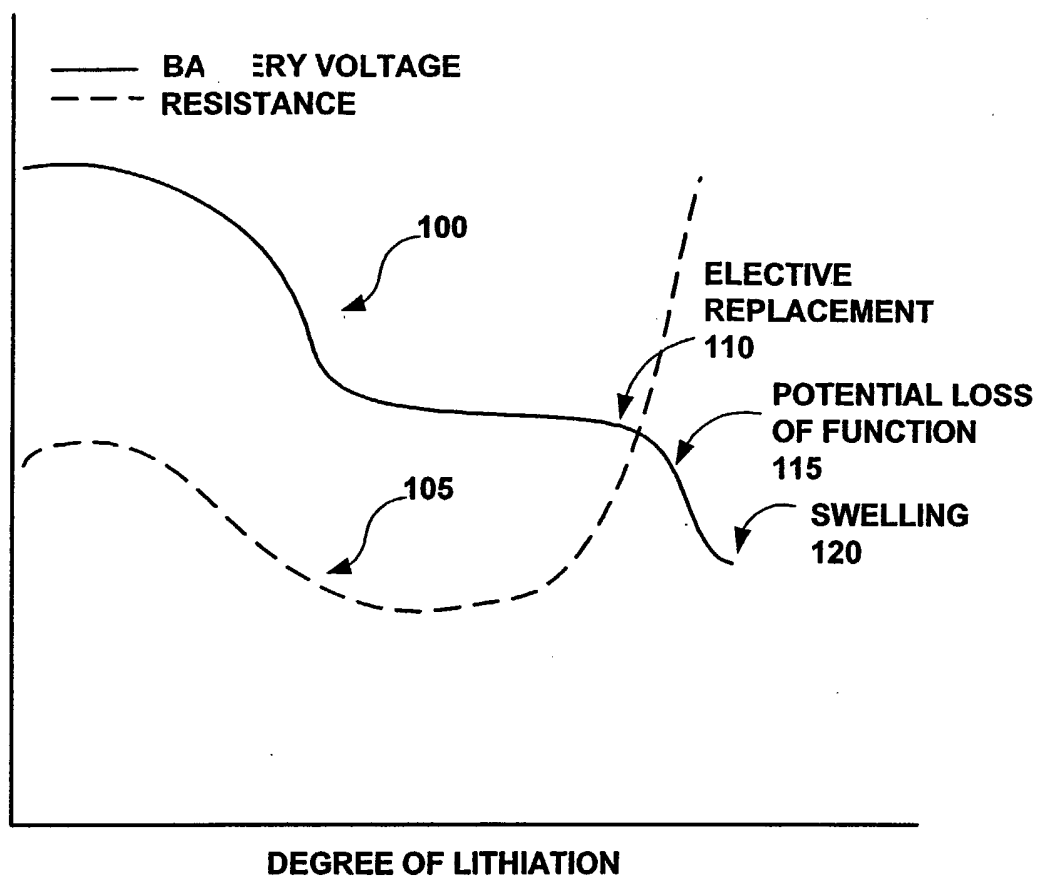 BA ERY VOLTAGE
RESISTANCE
100
ELECTIVE
REPLACEMENT
110
POTENTIAL LOSS
OF FUNCTION
115
105
SWELLING
120
DEGREE OF LITHIATION